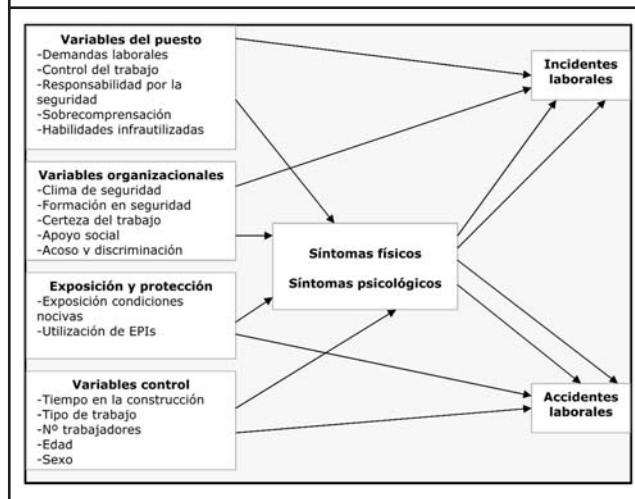 Variables del puesto
-Demandas laborales
-Control del trabajo
-Responsabilidad por la
seguridad
-Sobrecomprensación
-Habilidades infrautilizadas
Variables organizacionales
-Clima de seguridad
-Formación en seguridad
-Certeza del trabajo
-Apoyo social
-Acoso y discriminación
Exposición y protección
-Exposición condiciones
nocivas
-Utilización de EPIs
Variables control
-Tiempo en la construcción
-Tipo de trabajo
-Nº trabajadores
-Edad
-Sexo
Síntomas físicos
Síntomas psicológicos
Incidentes
laborales
Accidentes
laborales